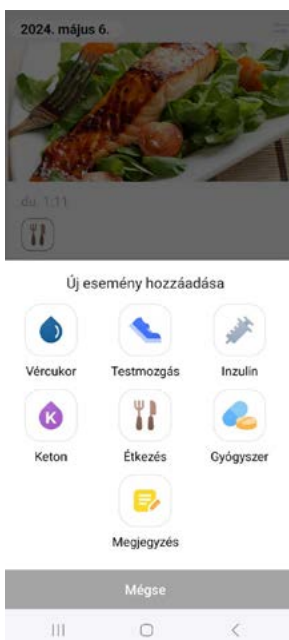 2024. május 6.
du. 1:11
Új esemény hozzáadása
Vércukor Testmozgás Inzulin
K
Keton Étkezés Gyógyszer
Megjegyzés
Mégse